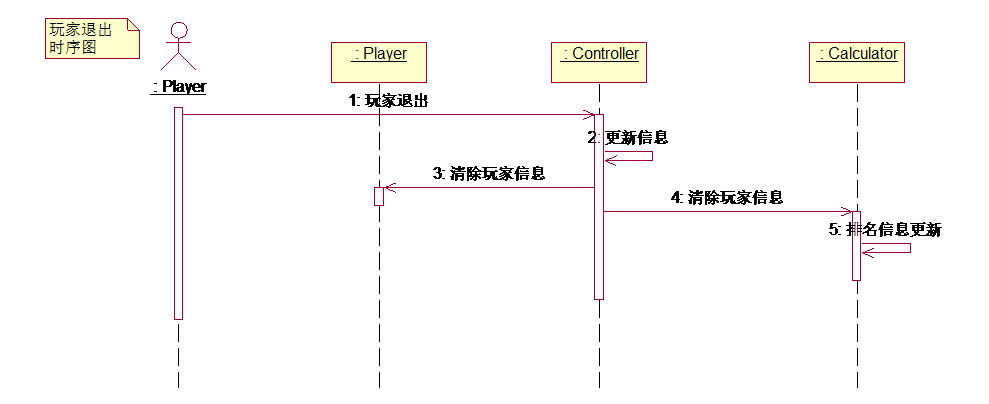 玩家退出
时序图
: Player
: Player
: Controller
: Calculator
1: 玩家退出
2: 更新信息
3: 清除玩家信息
4: 清除玩家信息
5: 排名信息更新